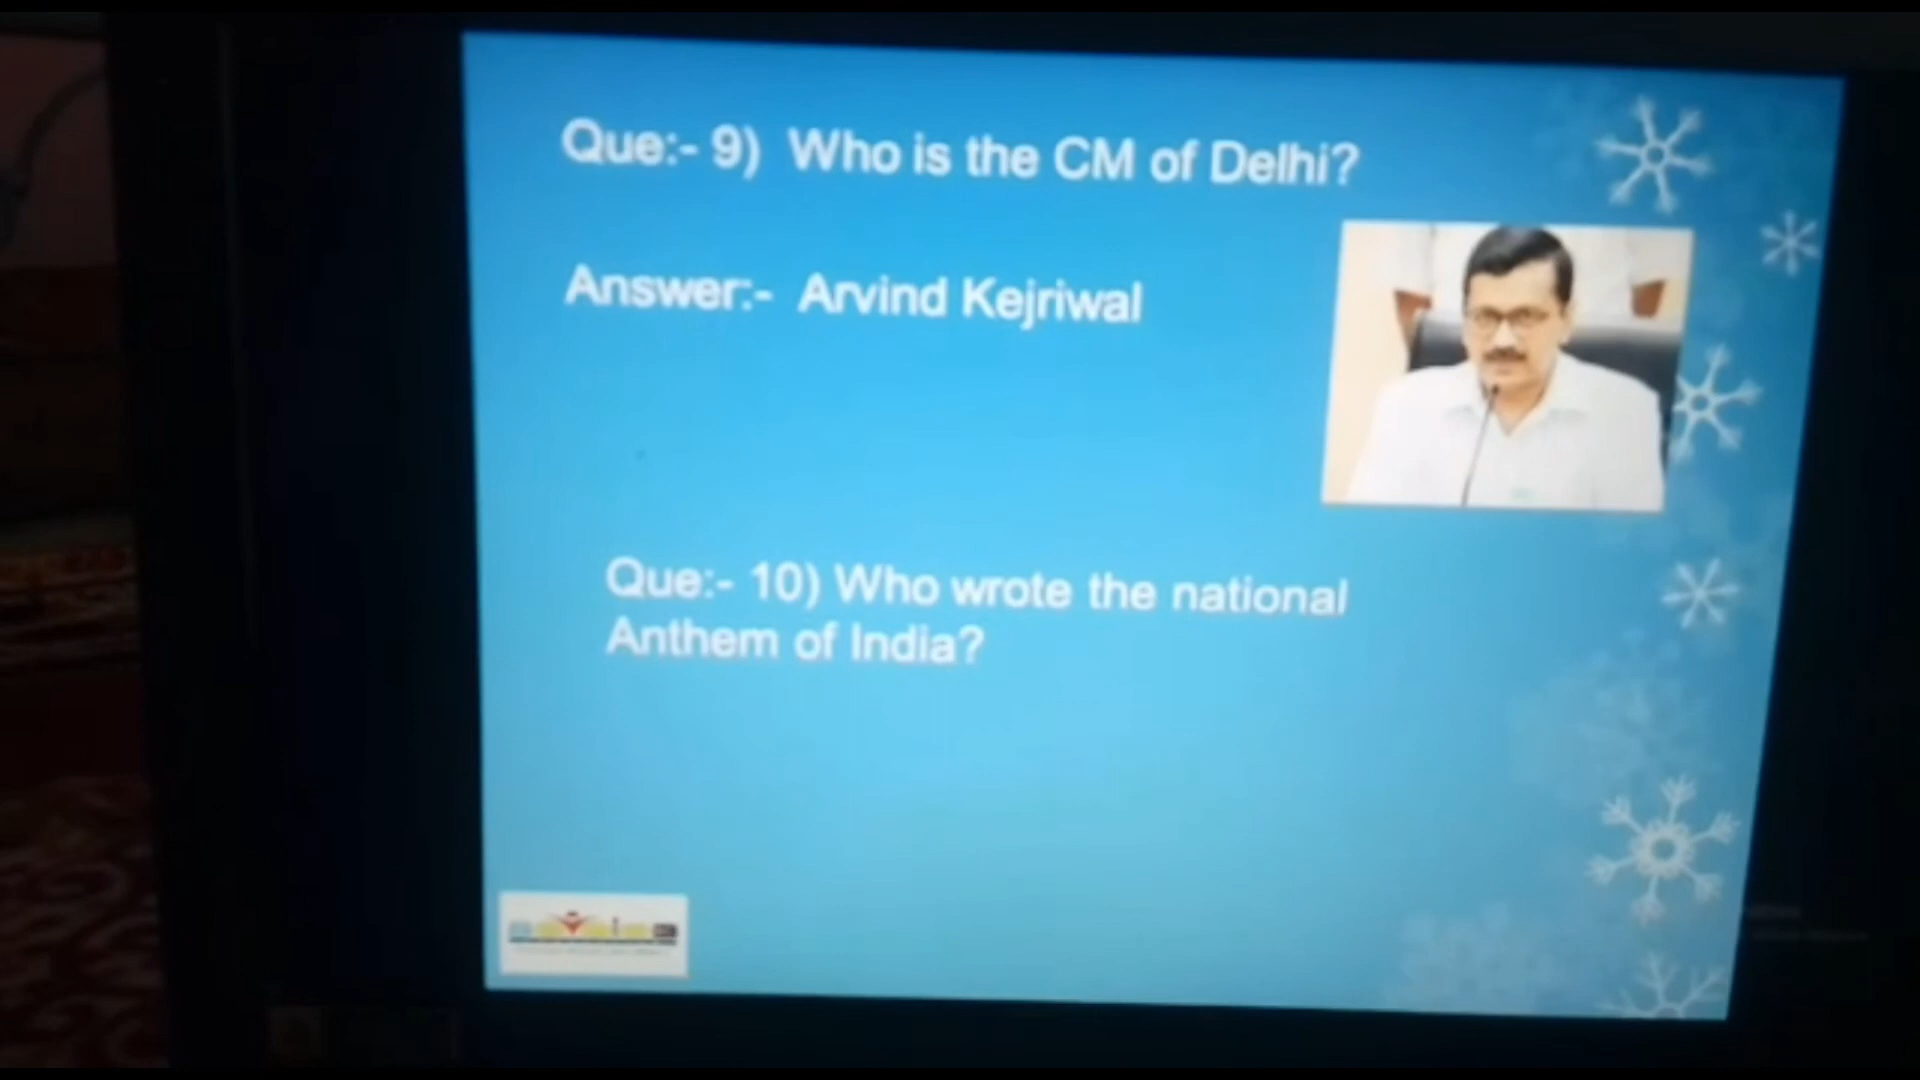 Que:- 9) Who is the CM of Delhi?
Answer:- Arvind Kejriwal
Que:- 10) Who wrote the national
Anthem of India?